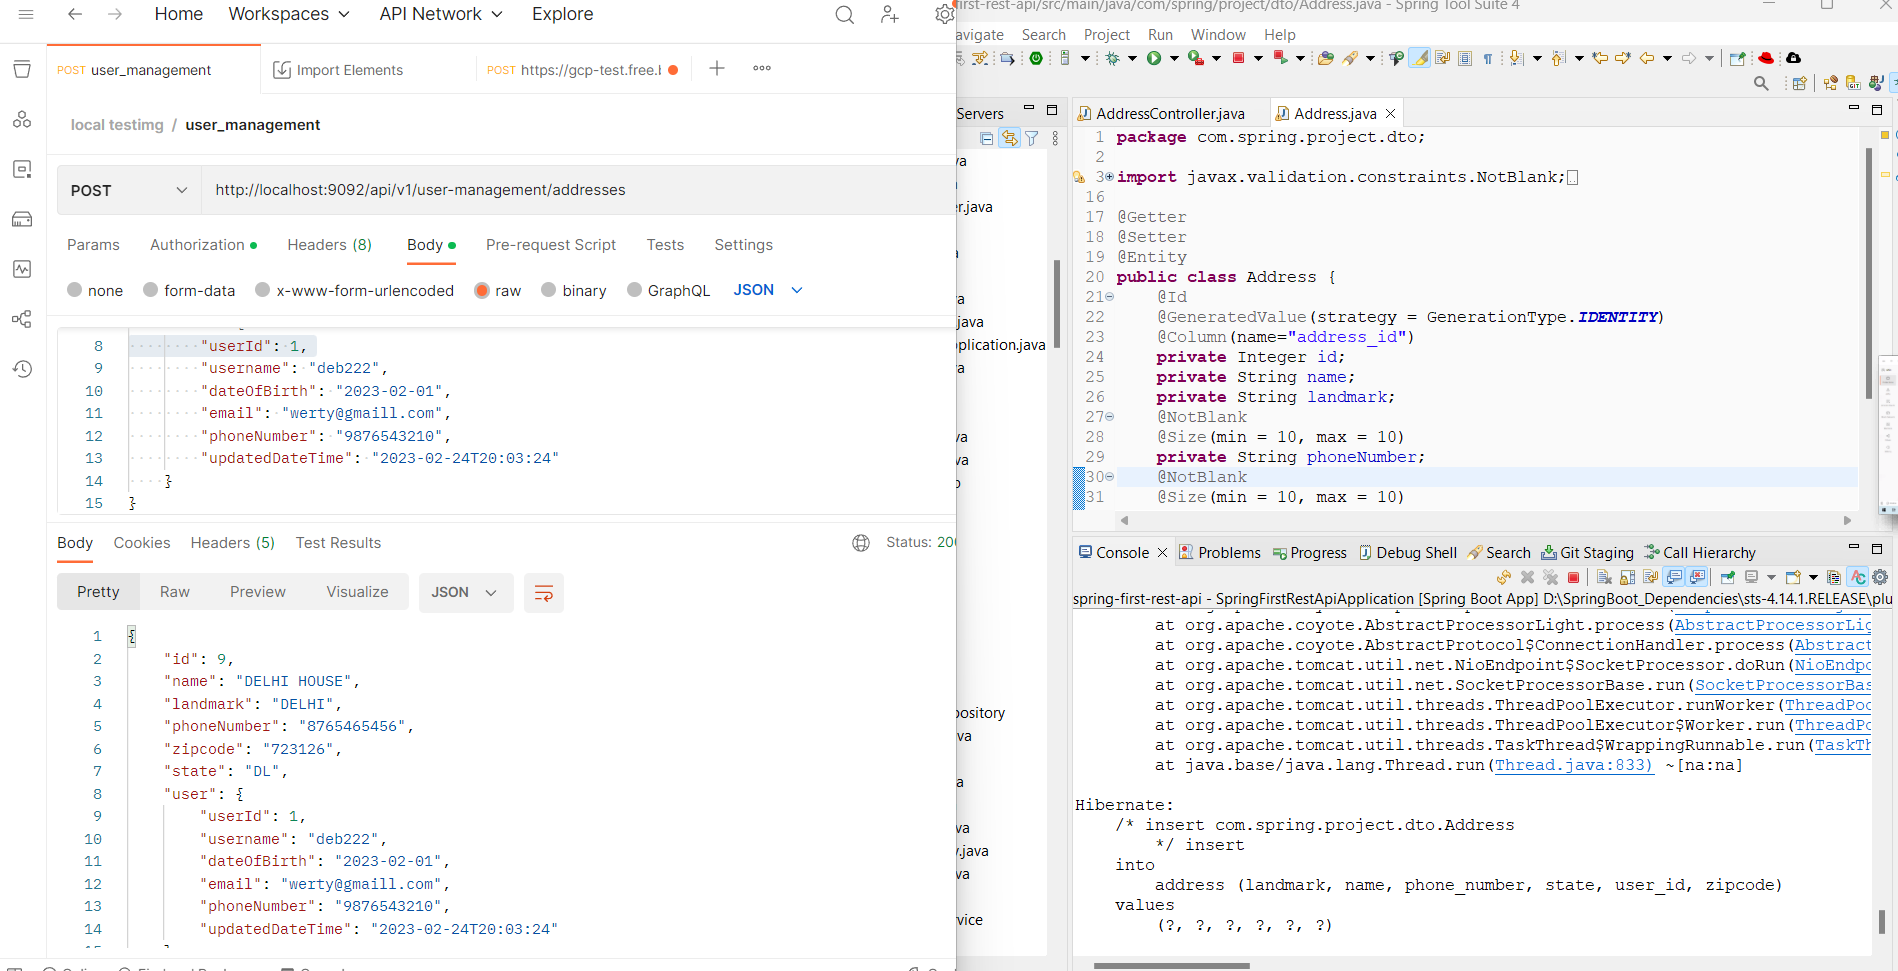 Home Workspaces API Network Explore
POST user_management Import Elements POST https://gcp-test.free.
local testimg / user_management
POST http://localhost:9092/api/v1/user-management/addresses
Params Authorization Headers (8) Body Pre-request Script Tests Settings
none form-data x-www-form-urlencoded raw binary GraphQL JSON
8 "userId": 1,
9 "username": "deb222",
10 "dateOfBirth": "2023-02-01",
11 "email": "werty@gmaill.com",
12 "phoneNumber": "9876543210",
13 "updatedDateTime": "2023-02-24T20:03:24"
14 }
15 }
Body Cookies Headers (5) Test Results Status: 200
Pretty Raw Preview Visualize JSON
1 {
2 "id": 9,
3 "name": "DELHI HOUSE",
4 "landmark": "DELHI",
5 "phoneNumber": "8765465456",
6 "zipcode": "723126",
7 "state": "DL",
8 "user": {
9 "userId": 1,
10 "username": "deb222",
11 "dateOfBirth": "2023-02-01",
12 "email": "werty@gmaill.com",
13 "phoneNumber": "9876543210",
14 "updatedDateTime": "2023-02-24T20:03:24"
irst-rest-api/src/main/java/com/spring/project/dto/Address.java - Spring Tool Suite 4
avigate Search Project Run Window Help
Servers
va
er.java
a
.java
plication.java
va
va
ository
va
a
va
.java
va
vice
AddressController.java Address.java
1 package com.spring.project.dto;
2
3 import javax.validation.constraints.NotBlank;
16
17 @Getter
18 @Setter
19 @Entity
20 public class Address {
21 @Id
22 @GeneratedValue(strategy = GenerationType.IDENTITY)
23 @Column(name="address_id")
24 private Integer id;
25 private String name;
26 private String landmark;
27 @NotBlank
28 @Size(min = 10, max = 10)
29 private String phoneNumber;
30 @NotBlank
31 @Size(min = 10, max = 10)
Console Problems Progress Debug Shell Search Git Staging Call Hierarchy
spring-first-rest-api - SpringFirstRestApiApplication [Spring Boot App] D:\SpringBoot_Dependencies\sts-4.14.1.RELEASE\plu
at org.apache.coyote.AbstractProcessorLight.process(AbstractProcessorLig
at org.apache.coyote.AbstractProtocol$ConnectionHandler.process(Abstract
at org.apache.tomcat.util.net.NioEndpoint$SocketProcessor.doRun(NioEndpo
at org.apache.tomcat.util.net.SocketProcessorBase.run(SocketProcessorBas
at org.apache.tomcat.util.threads.ThreadPoolExecutor.runWorker(ThreadPoo
at org.apache.tomcat.util.threads.ThreadPoolExecutor$Worker.run(ThreadPo
at org.apache.tomcat.util.threads.TaskThread$WrappingRunnable.run(TaskTh
at java.base/java.lang.Thread.run(Thread.java:833) ~[na:na]
Hibernate:
/* insert com.spring.project.dto.Address
*/ insert
into
address (landmark, name, phone_number, state, user_id, zipcode)
values
(?, ?, ?, ?, ?, ?)